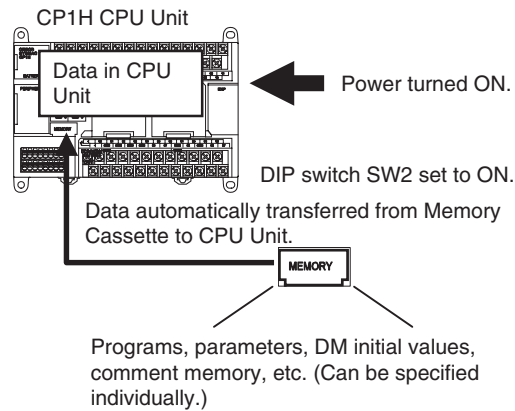 CP1H CPU Unit
Data in CPU
Unit
Power turned ON.
MEMORY
DIP switch SW2 set to ON.
Data automatically transferred from Memory
Cassette to CPU Unit.
MEMORY
Programs, parameters, DM initial values,
comment memory, etc. (Can be specified
individually.)